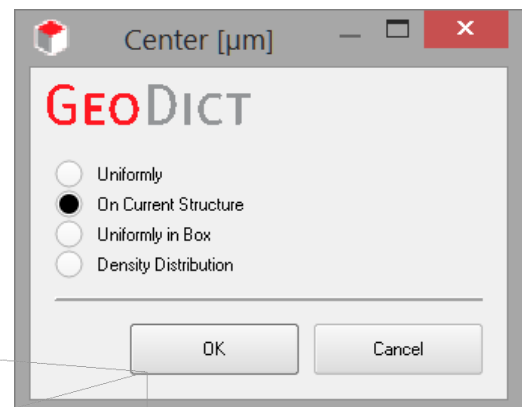 Center [µm]
GEODICT
Uniformly
On Current Structure
Uniformly in Box
Density Distribution
OK Cancel